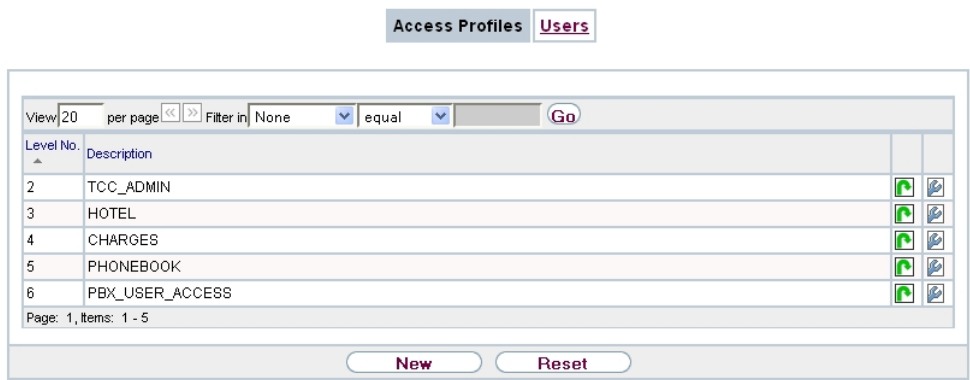 Access Profiles Users
View 20 per page << >> Filter in None equal Go
Level No. Description
2 TCC_ADMIN
3 HOTEL
4 CHARGES
5 PHONEBOOK
6 PBX_USER_ACCESS
Page: 1, Items: 1 - 5
New Reset